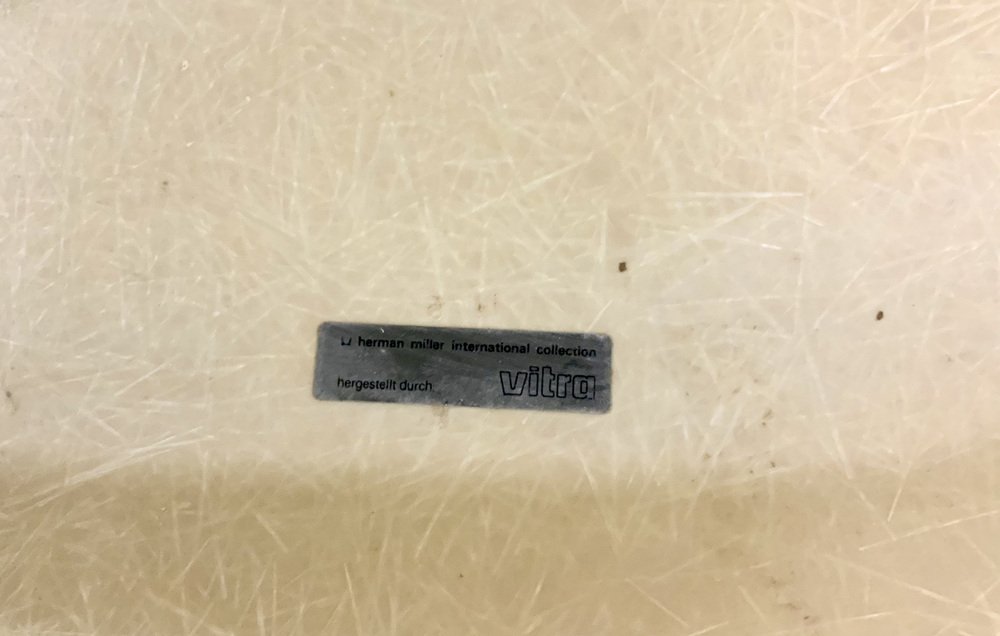 herman miller international collection
hergestellt durch vitra